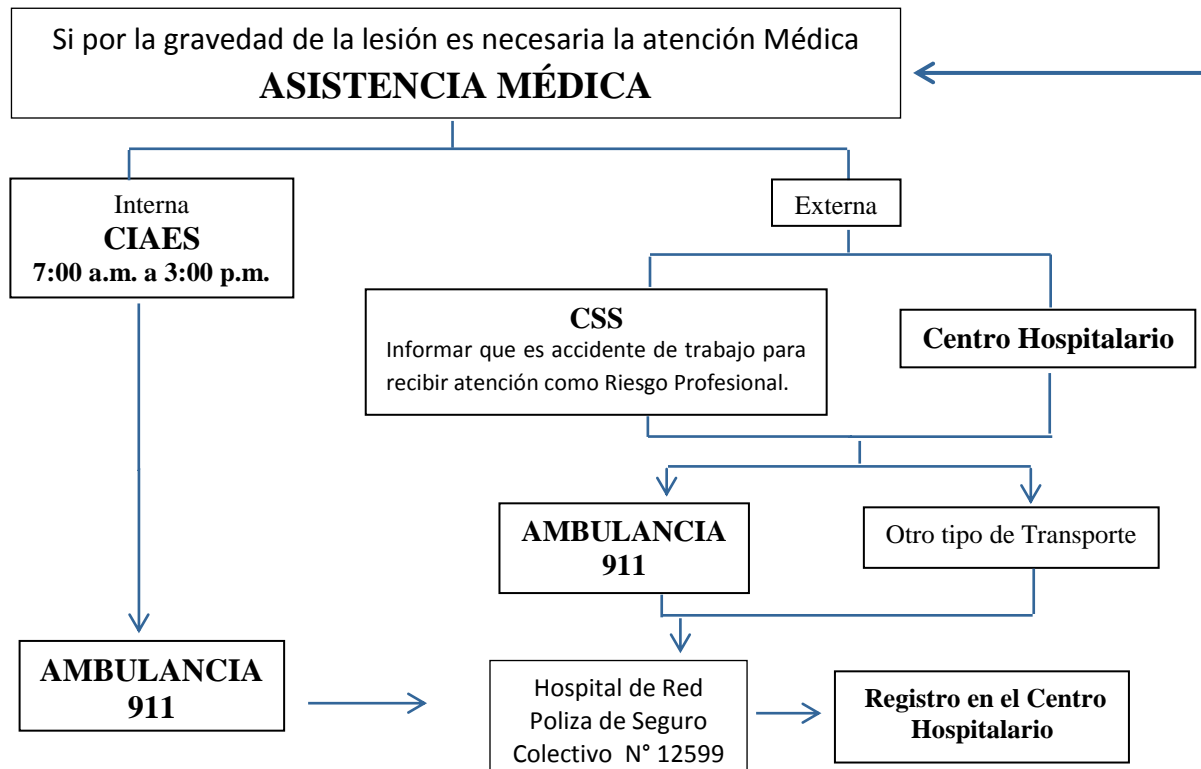 Si por la gravedad de la lesión es necesaria la atención Médica
ASISTENCIA MÉDICA
Interna
CIAES
7:00 a.m. a 3:00 p.m.
Externa
CSS
Informar que es accidente de trabajo para
recibir atención como Riesgo Profesional.
Centro Hospitalario
AMBULANCIA
911
Otro tipo de Transporte
AMBULANCIA
911
Hospital de Red
Poliza de Seguro
Colectivo N° 12599
Registro en el Centro
Hospitalario